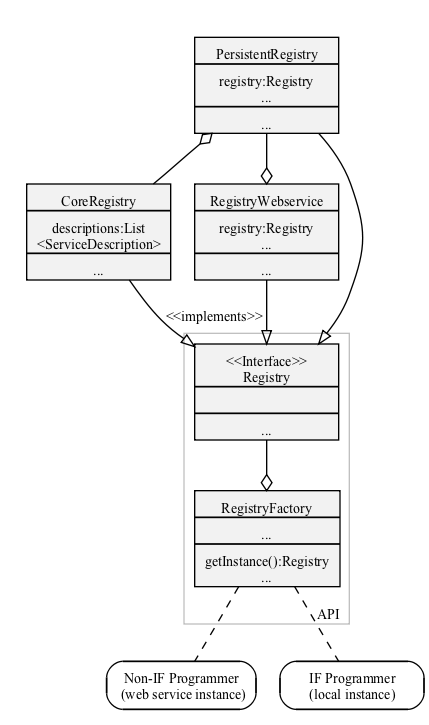 PersistentRegistry
registry:Registry
...
...
CoreRegistry
descriptions:List
<ServiceDescription>
...
RegistryWebservice
registry:Registry
...
...
<<implements>>
<<Interface>>
Registry
...
RegistryFactory
...
getInstance():Registry
...
API
Non-IF Programmer
(web service instance)
IF Programmer
(local instance)